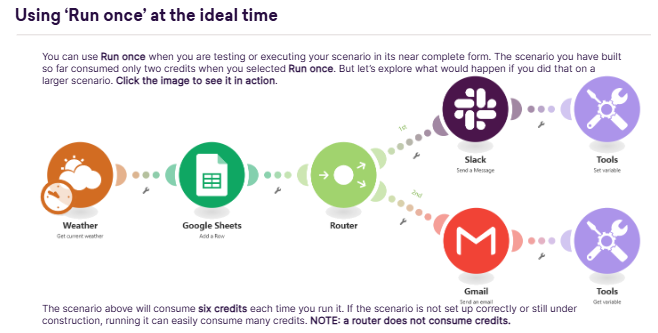 Using ‘Run once’ at the ideal time
You can use Run once when you are testing or executing your scenario in its near complete form. The scenario you have built
so far consumed only two credits when you selected Run once. But let’s explore what would happen if you did that on a
larger scenario. Click the image to see it in action.
1st
Slack
Send a Message
Tools
Set variable
Weather
Get current weather
Google Sheets
Add a Row
Router
2nd
Gmail
Send an email
Tools
Get variable
The scenario above will consume six credits each time you run it. If the scenario is not set up correctly or still under
construction, running it can easily consume many credits. NOTE: a router does not consume credits.